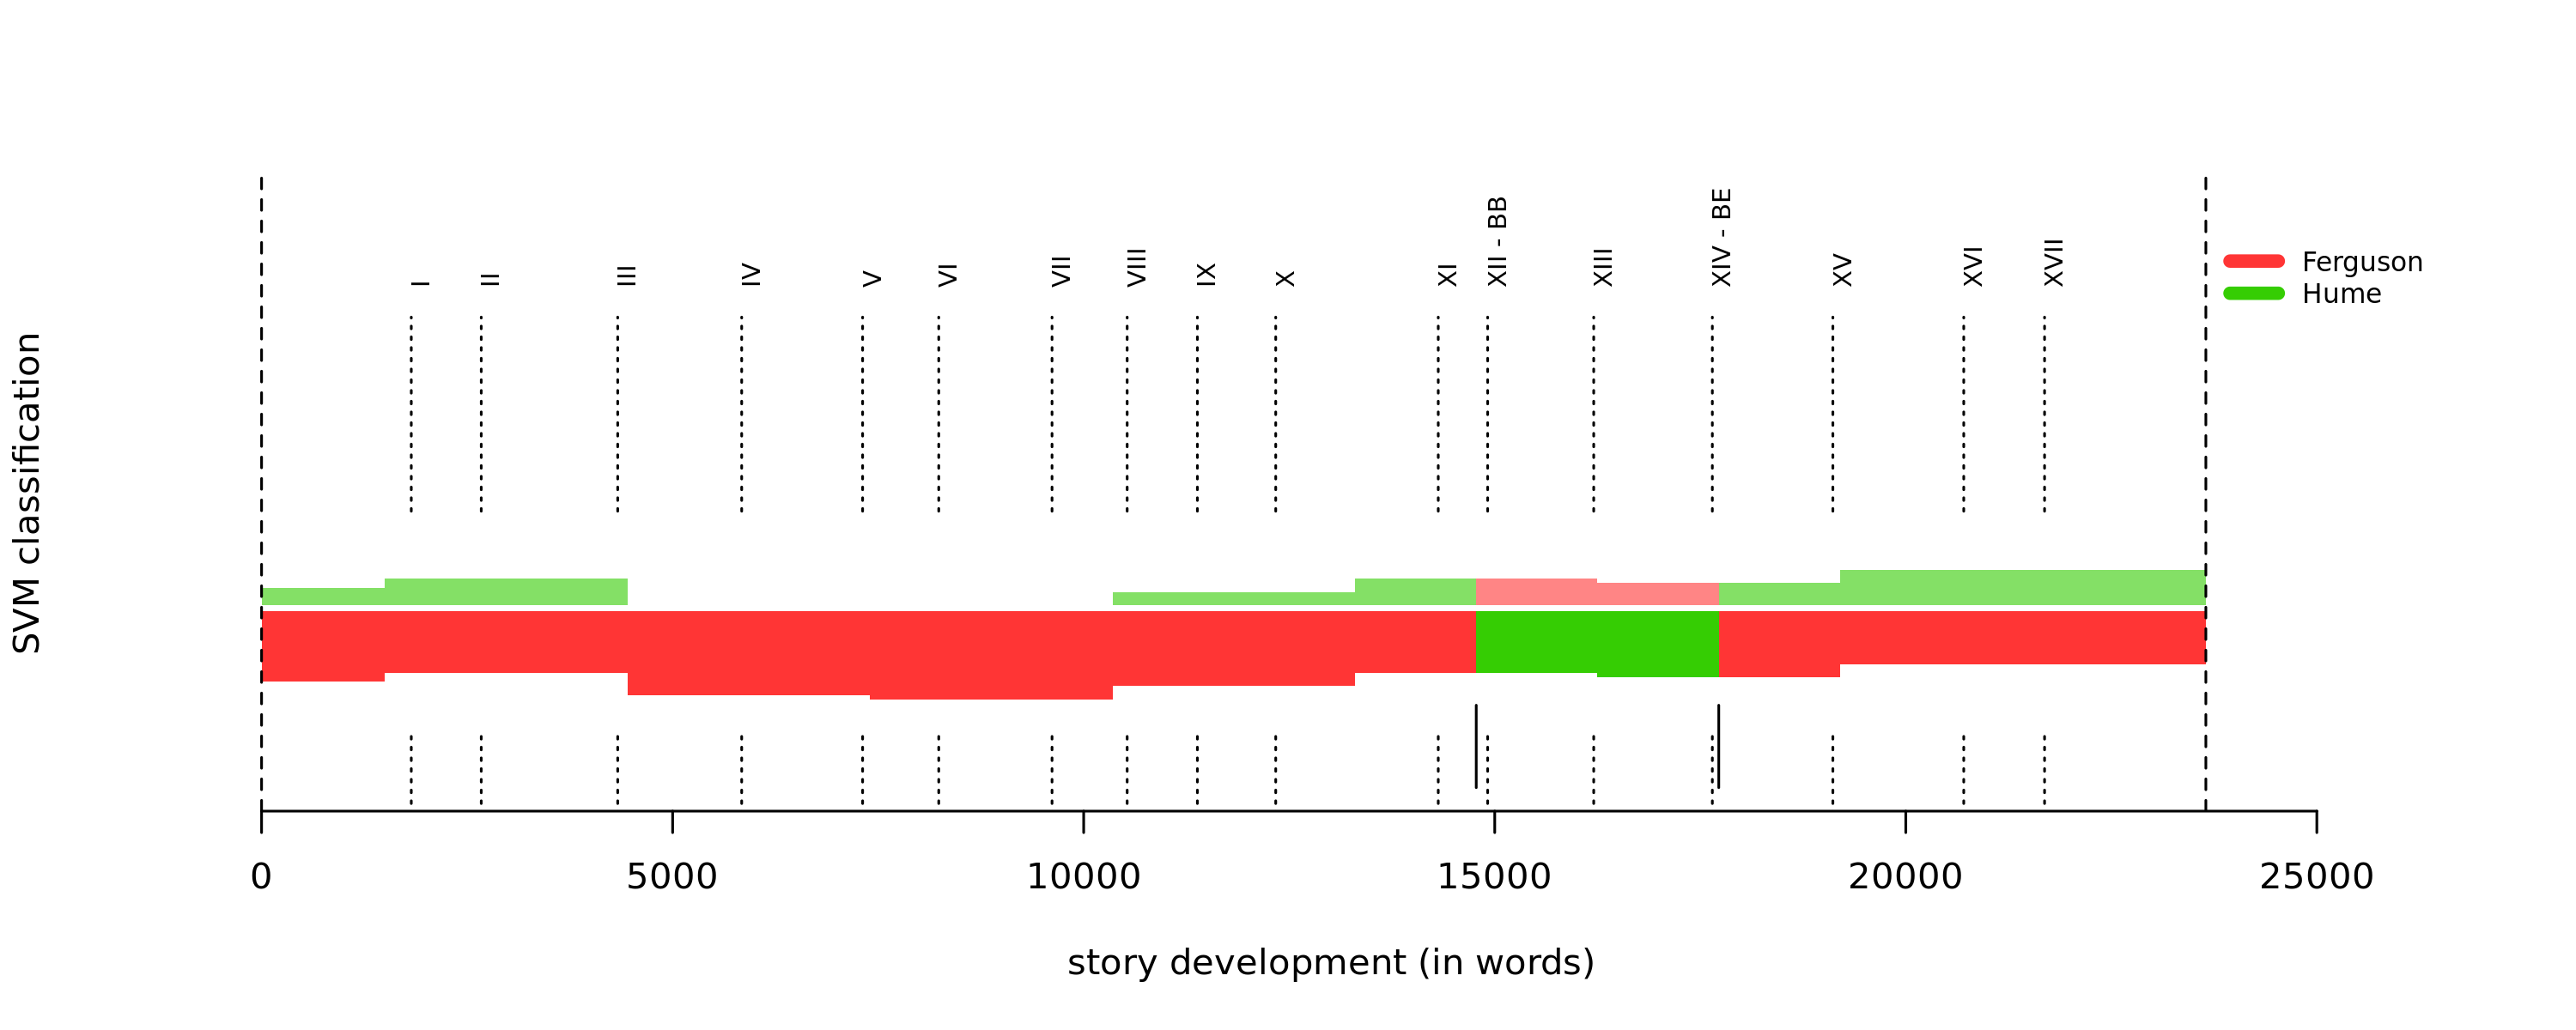 I
II
III
IV
V
VI
VII
VIII
IX
X
XI
XII - BB
XIII
XIV - BE
XV
XVI
XVII
Ferguson
Hume
SVM classification
0
5000
10000
15000
20000
25000
story development (in words)